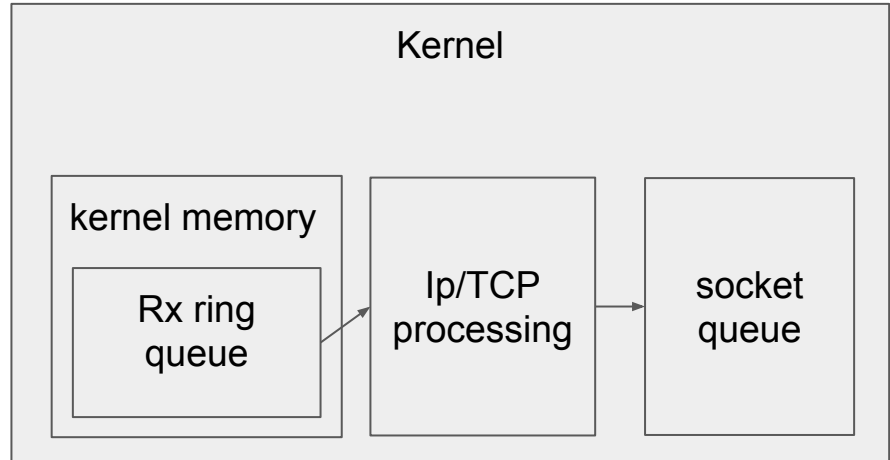 Kernel
kernel memory
Rx ring
queue
Ip/TCP
processing
socket
queue